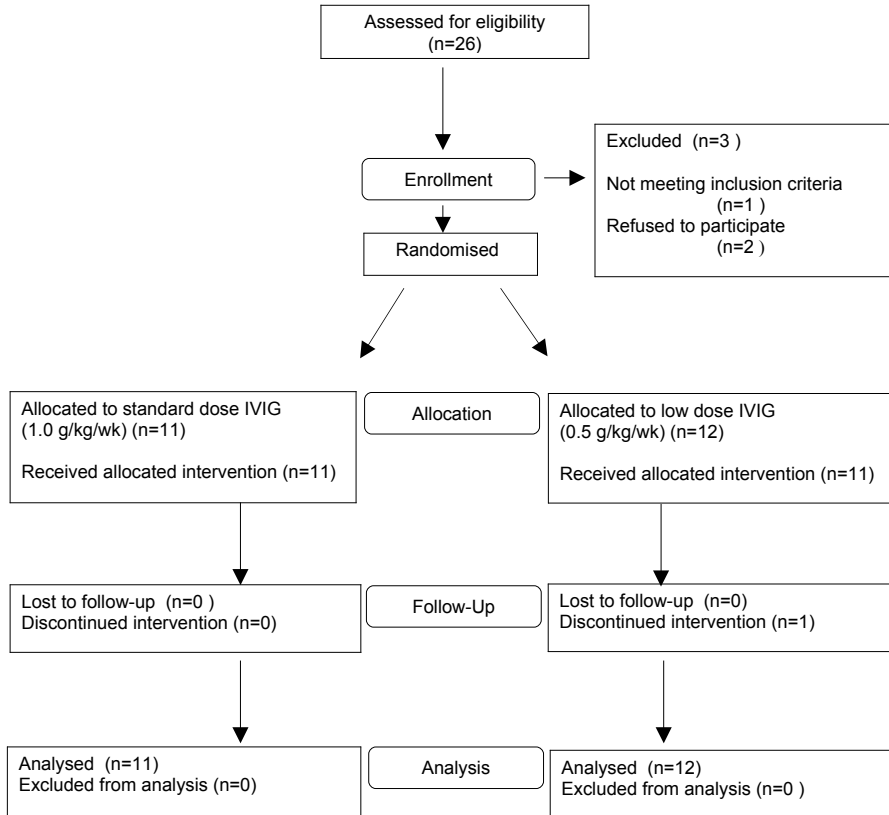 Assessed for eligibility
(n=26)
Excluded (n=3 )
Not meeting inclusion criteria
(n=1 )
Refused to participate
(n=2 )
Enrollment
Randomised
Allocated to standard dose IVIG
(1.0 g/kg/wk) (n=11)
Received allocated intervention (n=11)
Allocation
Allocated to low dose IVIG
(0.5 g/kg/wk) (n=12)
Received allocated intervention (n=11)
Lost to follow-up (n=0 )
Discontinued intervention (n=0)
Follow-Up
Lost to follow-up (n=0)
Discontinued intervention (n=1)
Analysed (n=11)
Excluded from analysis (n=0)
Analysis
Analysed (n=12)
Excluded from analysis (n=0 )